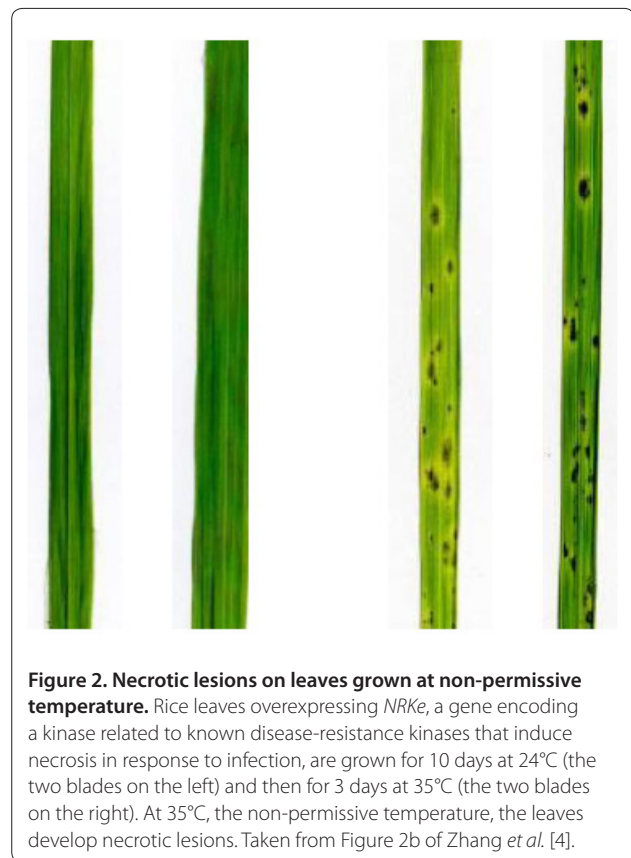 Figure 2. Necrotic lesions on leaves grown at non-permissive
temperature. Rice leaves overexpressing NRKe, a gene encoding
a kinase related to known disease-resistance kinases that induce
necrosis in response to infection, are grown for 10 days at 24°C (the
two blades on the left) and then for 3 days at 35°C (the two blades
on the right). At 35°C, the non-permissive temperature, the leaves
develop necrotic lesions. Taken from Figure 2b of Zhang et al. [4].